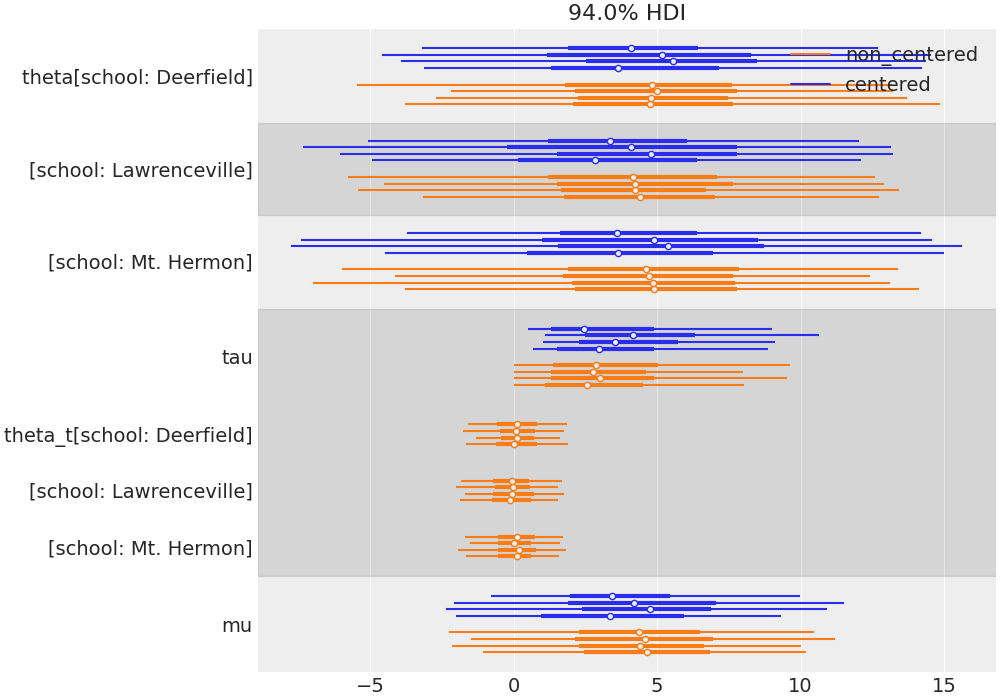 94.0% HDI
theta[school: Deerfield]
non_centered
centered
[school: Lawrenceville]
[school: Mt. Hermon]
tau
theta_t[school: Deerfield]
[school: Lawrenceville]
[school: Mt. Hermon]
mu
−5 0 5 10 15